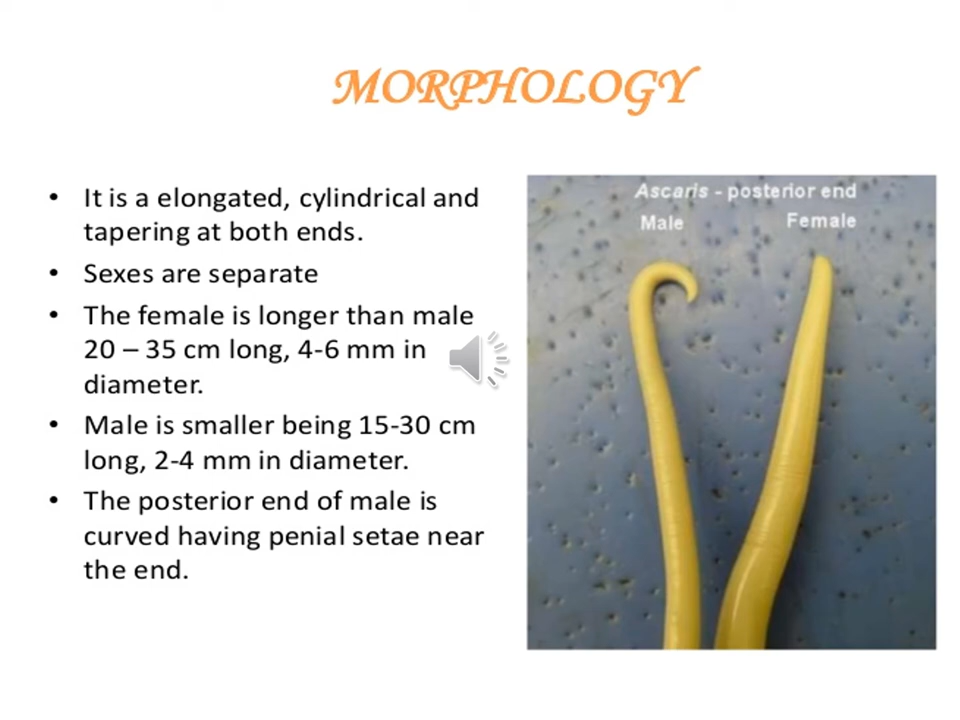 MORPHOLOGY
• It is a elongated, cylindrical and
tapering at both ends.
• Sexes are separate
• The female is longer than male
20 – 35 cm long, 4-6 mm in
diameter.
• Male is smaller being 15-30 cm
long, 2-4 mm in diameter.
• The posterior end of male is
curved having penial setae near
the end.
Ascaris - posterior end
Male Female